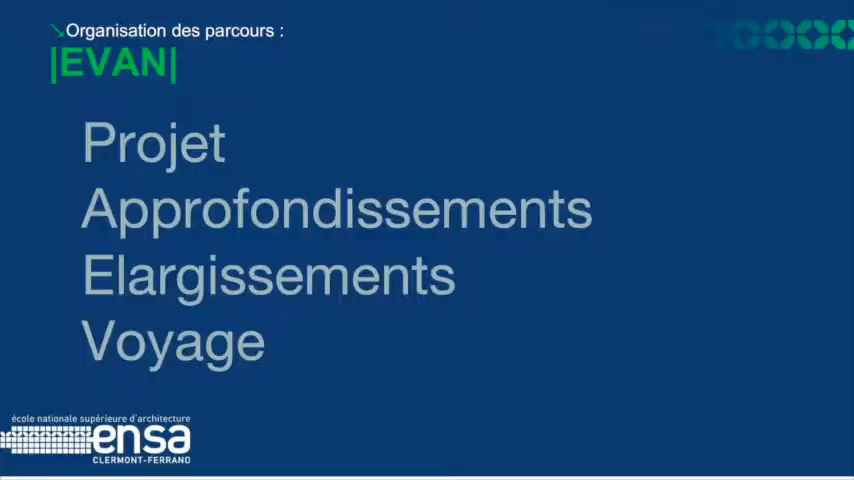 ↘Organisation des parcours :
|EVAN|
Projet
Approfondissements
Elargissements
Voyage
école nationale supérieure d'architecture
ensa
CLERMONT-FERRAND